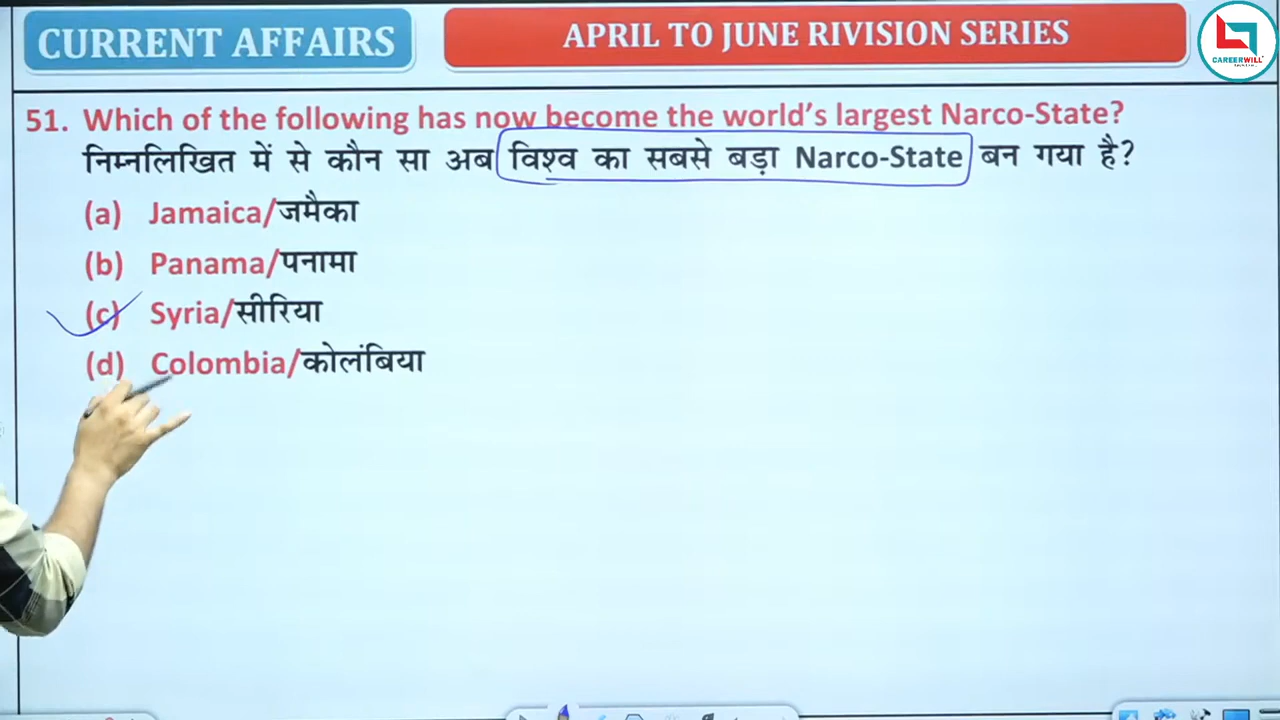 CURRENT AFFAIRS
APRIL TO JUNE RIVISION SERIES
CAREERWILL
51. Which of the following has now become the world's largest Narco-State?
निम्नलिखित में से कौन सा अब विश्व का सबसे बड़ा Narco-State बन गया है?
(a) Jamaica/जमैका
(b) Panama/पनामा
(c) Syria/सीरिया
(d) Colombia/कोलंबिया